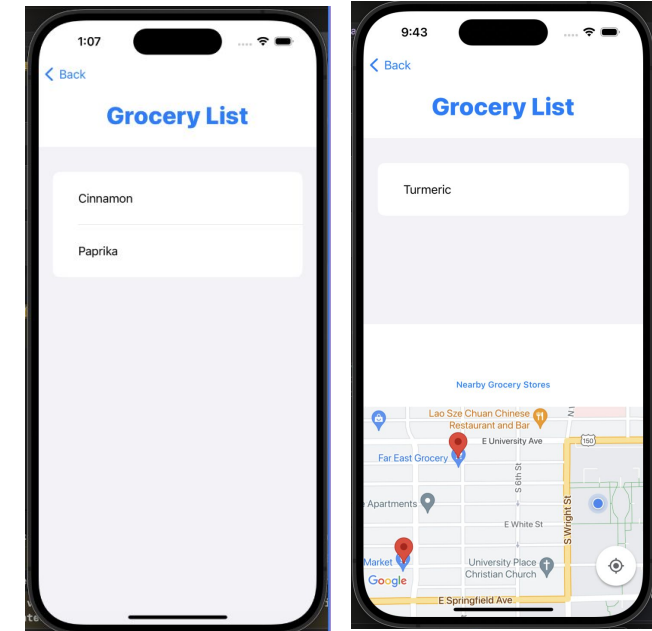 1:07
Back
Grocery List
Cinnamon
Paprika
9:43
Back
Grocery List
Turmeric
Nearby Grocery Stores
Lao Sze Chuan Chinese
Restaurant and Bar
N
E University Ave
150
Far East Grocery
S 6th St
Apartments
E White St
S Wright St
Market
University Place
Christian Church
Google
E Springfield Ave